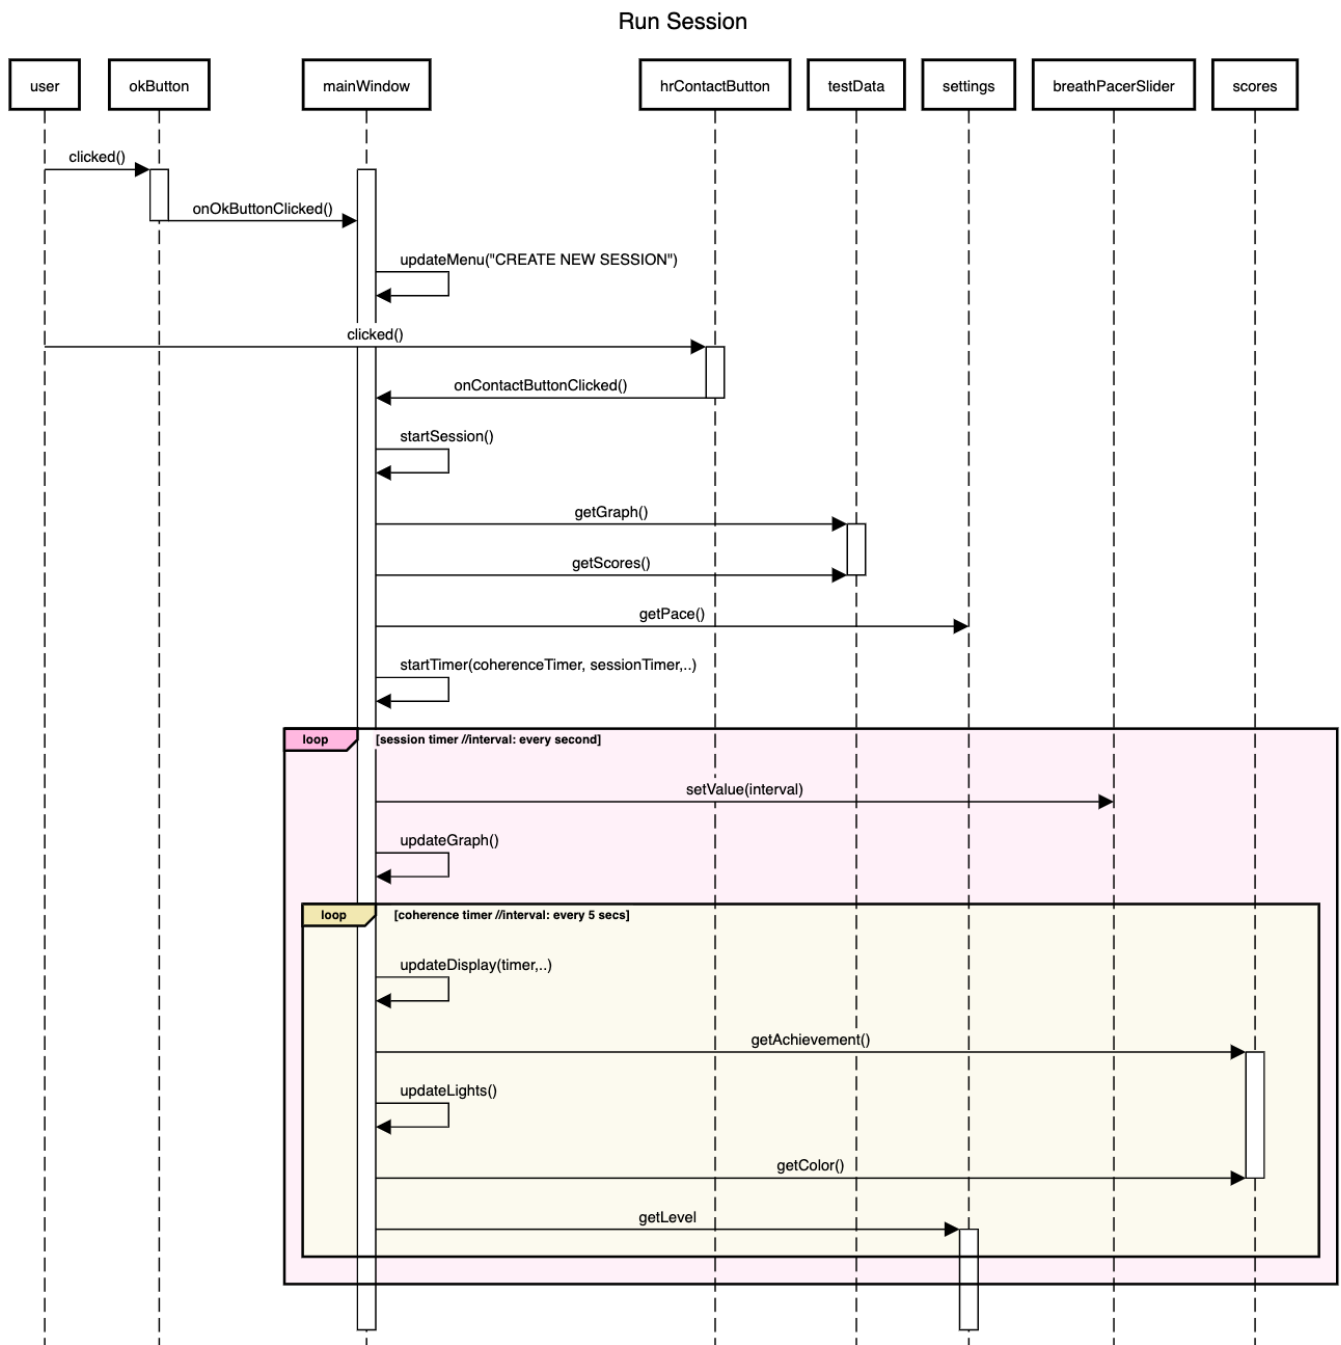 Run Session
user
okButton
mainWindow
hrContactButton
testData
settings
breathPacerSlider
scores
clicked()
onOkButtonClicked()
updateMenu("CREATE NEW SESSION")
clicked()
onContactButtonClicked()
startSession()
getGraph()
getScores()
getPace()
startTimer(coherenceTimer, sessionTimer,..)
loop [session timer //interval: every second]
setValue(interval)
updateGraph()
loop [coherence timer //interval: every 5 secs]
updateDisplay(timer,..)
getAchievement()
updateLights()
getColor()
getLevel